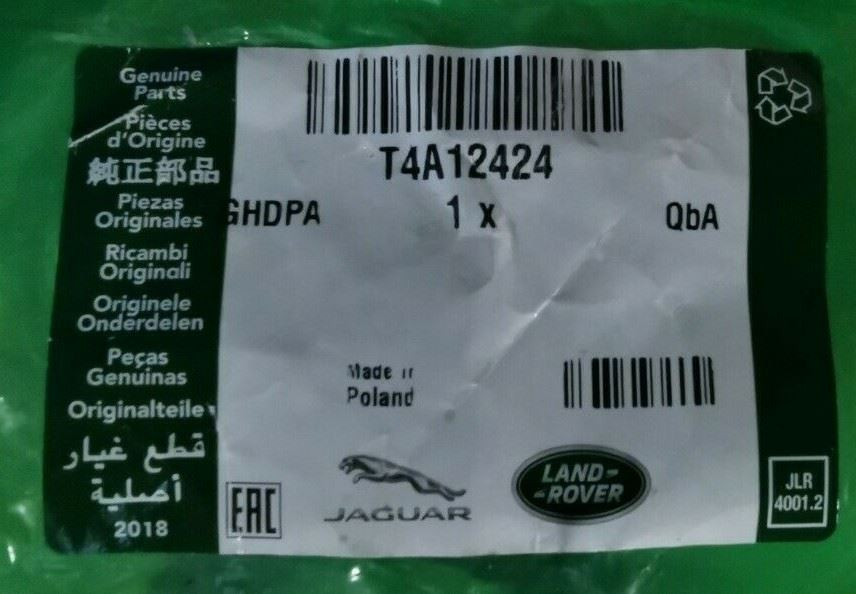 Genuine
Parts
Pièces
d'Origine
純正部品
Piezas
Originales
Ricambi
Originali
Originele
Onderdelen
Peças
Genuinas
Originalteile
قطع غيار
أصلية
2018
T4A12424
GHDPA 1 x QbA
Made in
Poland
EAC
JAGUAR
LAND-
-ROVER
JLR
4001.2